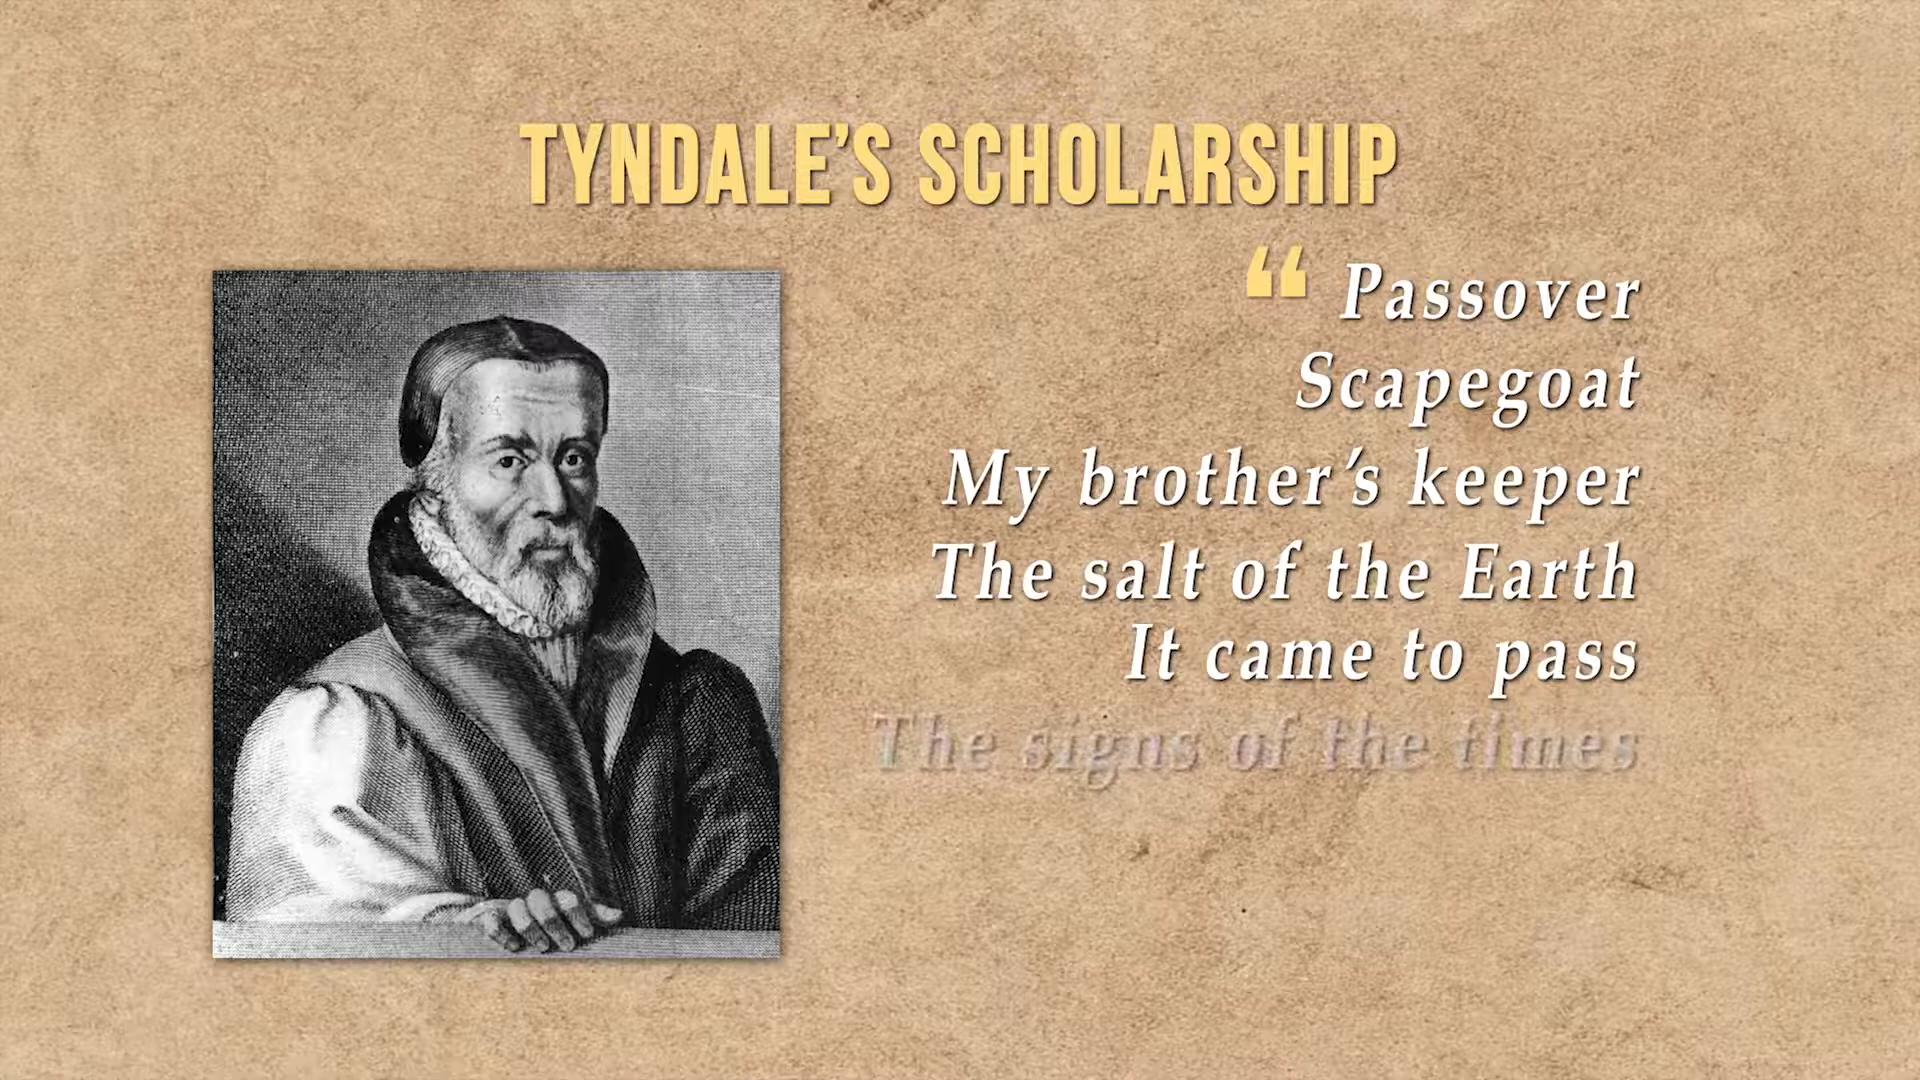 TYNDALE’S SCHOLARSHIP
“ Passover
Scapegoat
My brother’s keeper
The salt of the Earth
It came to pass
The signs of the times